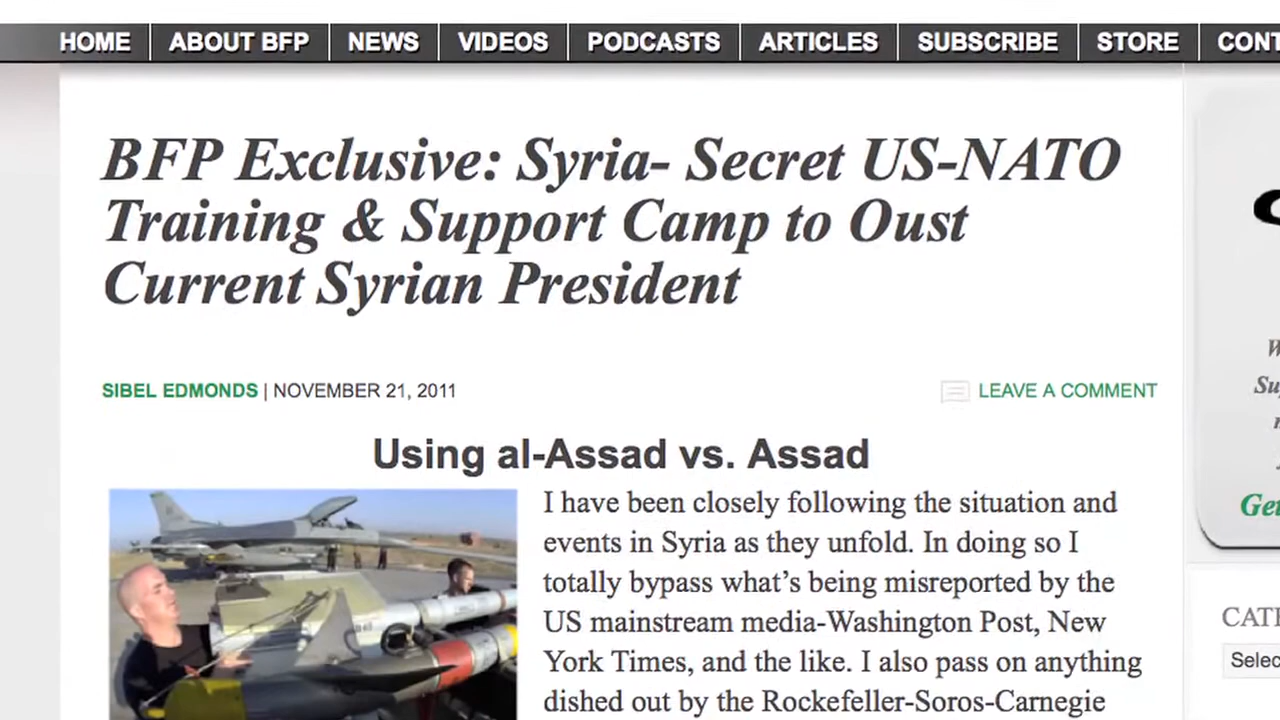 HOME ABOUT BFP NEWS VIDEOS PODCASTS ARTICLES SUBSCRIBE STORE
BFP Exclusive: Syria- Secret US-NATO
Training & Support Camp to Oust
Current Syrian President
SIBEL EDMONDS | NOVEMBER 21, 2011
LEAVE A COMMENT
Using al-Assad vs. Assad
I have been closely following the situation and
events in Syria as they unfold. In doing so I
totally bypass what’s being misreported by the
US mainstream media-Washington Post, New
York Times, and the like. I also pass on anything
dished out by the Rockefeller-Soros-Carnegie